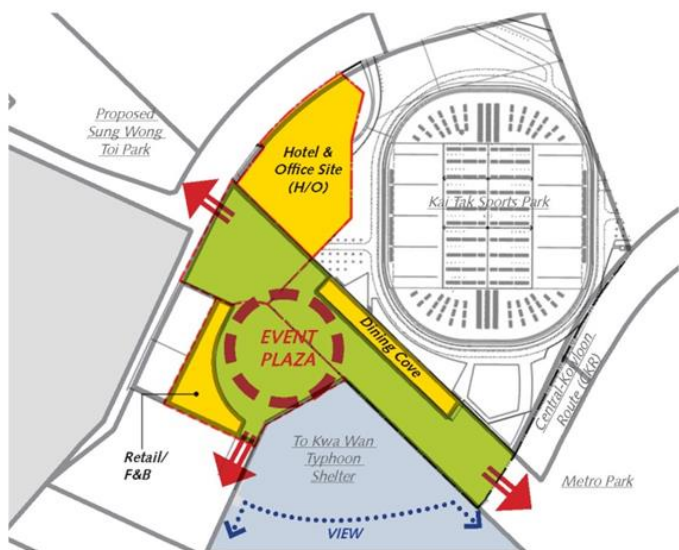 Proposed
Sung Wong
Toi Park
Hotel &
Office Site
(H/O)
Kai Tak Sports Park
EVENT
PLAZA
Dining Cove
Central-Kowloon
Route (CKR)
Retail/
F&B
To Kwa Wan
Typhoon
Shelter
Metro Park
VIEW